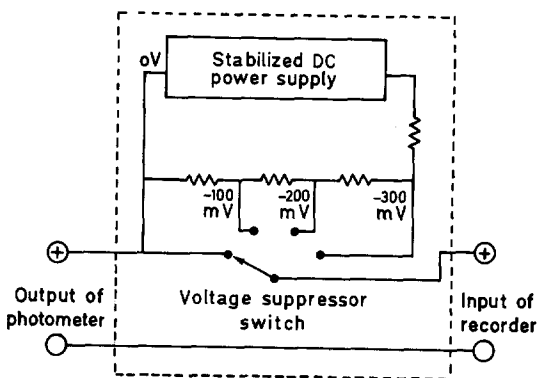 oV
Stabilized DC
power supply
-100
mV
-200
mV
-300
mV
+
+
Output of
photometer
Voltage suppressor
switch
Input of
recorder